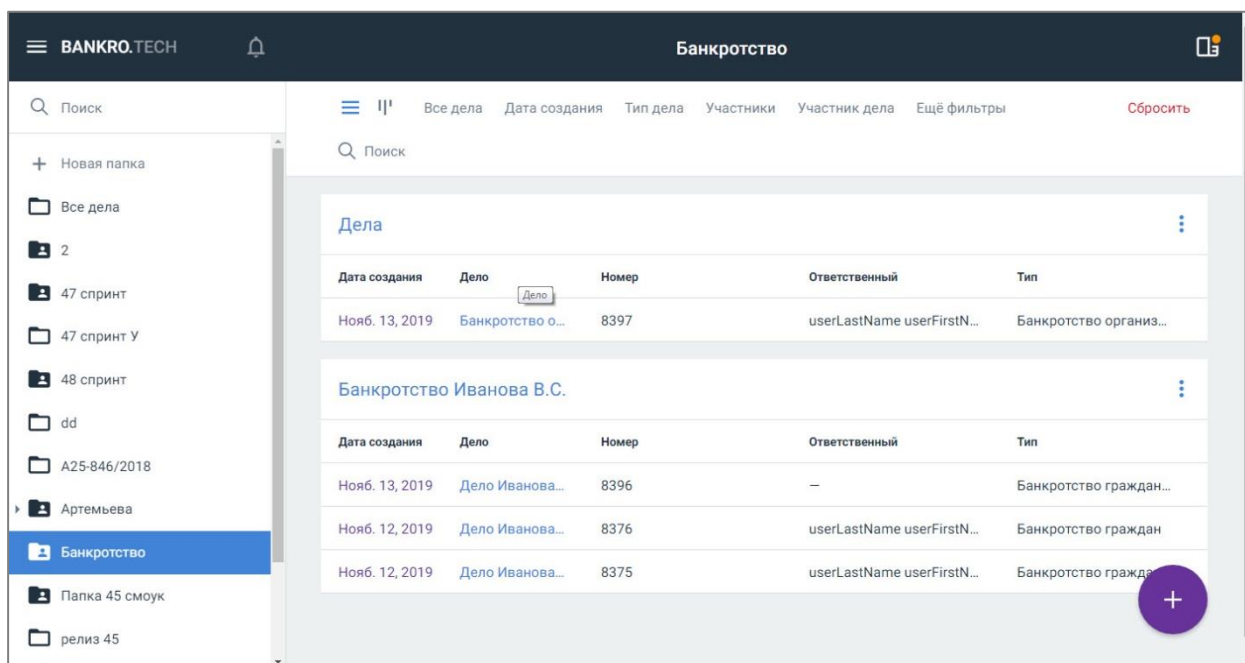 BANKRO.TECH
Банкротство
Поиск
Новая папка
Все дела
2
47 спринт
47 спринт У
48 спринт
dd
А25-846/2018
Артемьева
Банкротство
Папка 45 смоук
релиз 45
Все дела Дата создания Тип дела Участники Участник дела Ещё фильтры Сбросить
Поиск
Дела
Дата создания Дело Номер Ответственный Тип
Дело
Нояб. 13, 2019 Банкротство о... 8397 userLastName userFirstN... Банкротство организ...
Банкротство Иванова В.С.
Дата создания Дело Номер Ответственный Тип
Нояб. 13, 2019 Дело Иванова... 8396 — Банкротство граждан...
Нояб. 12, 2019 Дело Иванова... 8376 userLastName userFirstN... Банкротство граждан
Нояб. 12, 2019 Дело Иванова... 8375 userLastName userFirstN... Банкротство